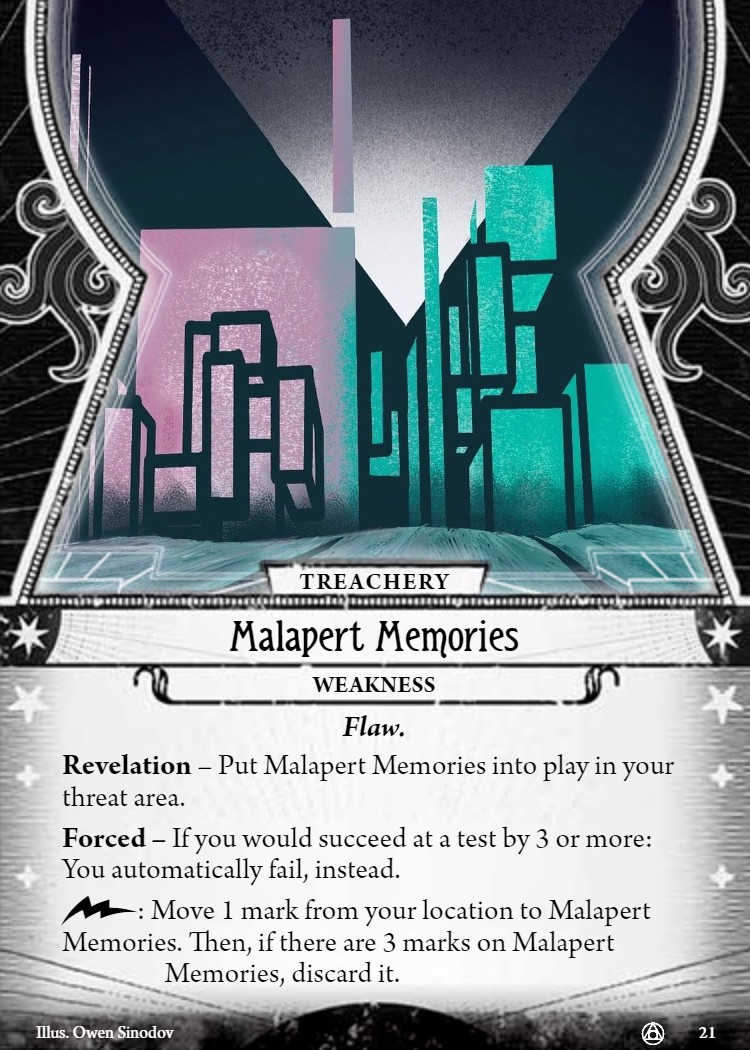 TREACHERY
Malapert Memories
WEAKNESS
Flaw.
Revelation – Put Malapert Memories into play in your
threat area.
Forced – If you would succeed at a test by 3 or more:
You automatically fail, instead.
: Move 1 mark from your location to Malapert
Memories. Then, if there are 3 marks on Malapert
Memories, discard it.
Illus. Owen Sinodov
21